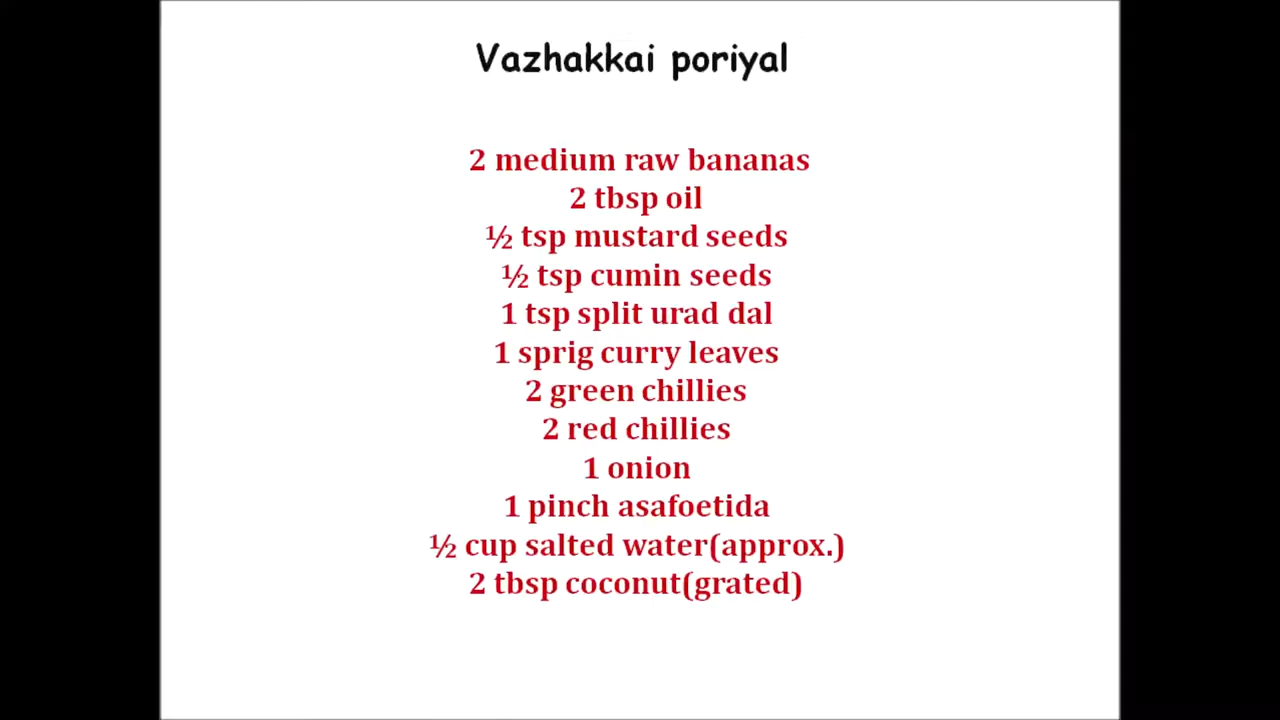 Vazhakkai poriyal
2 medium raw bananas
2 tbsp oil
½ tsp mustard seeds
½ tsp cumin seeds
1 tsp split urad dal
1 sprig curry leaves
2 green chillies
2 red chillies
1 onion
1 pinch asafoetida
½ cup salted water(approx.)
2 tbsp coconut(grated)